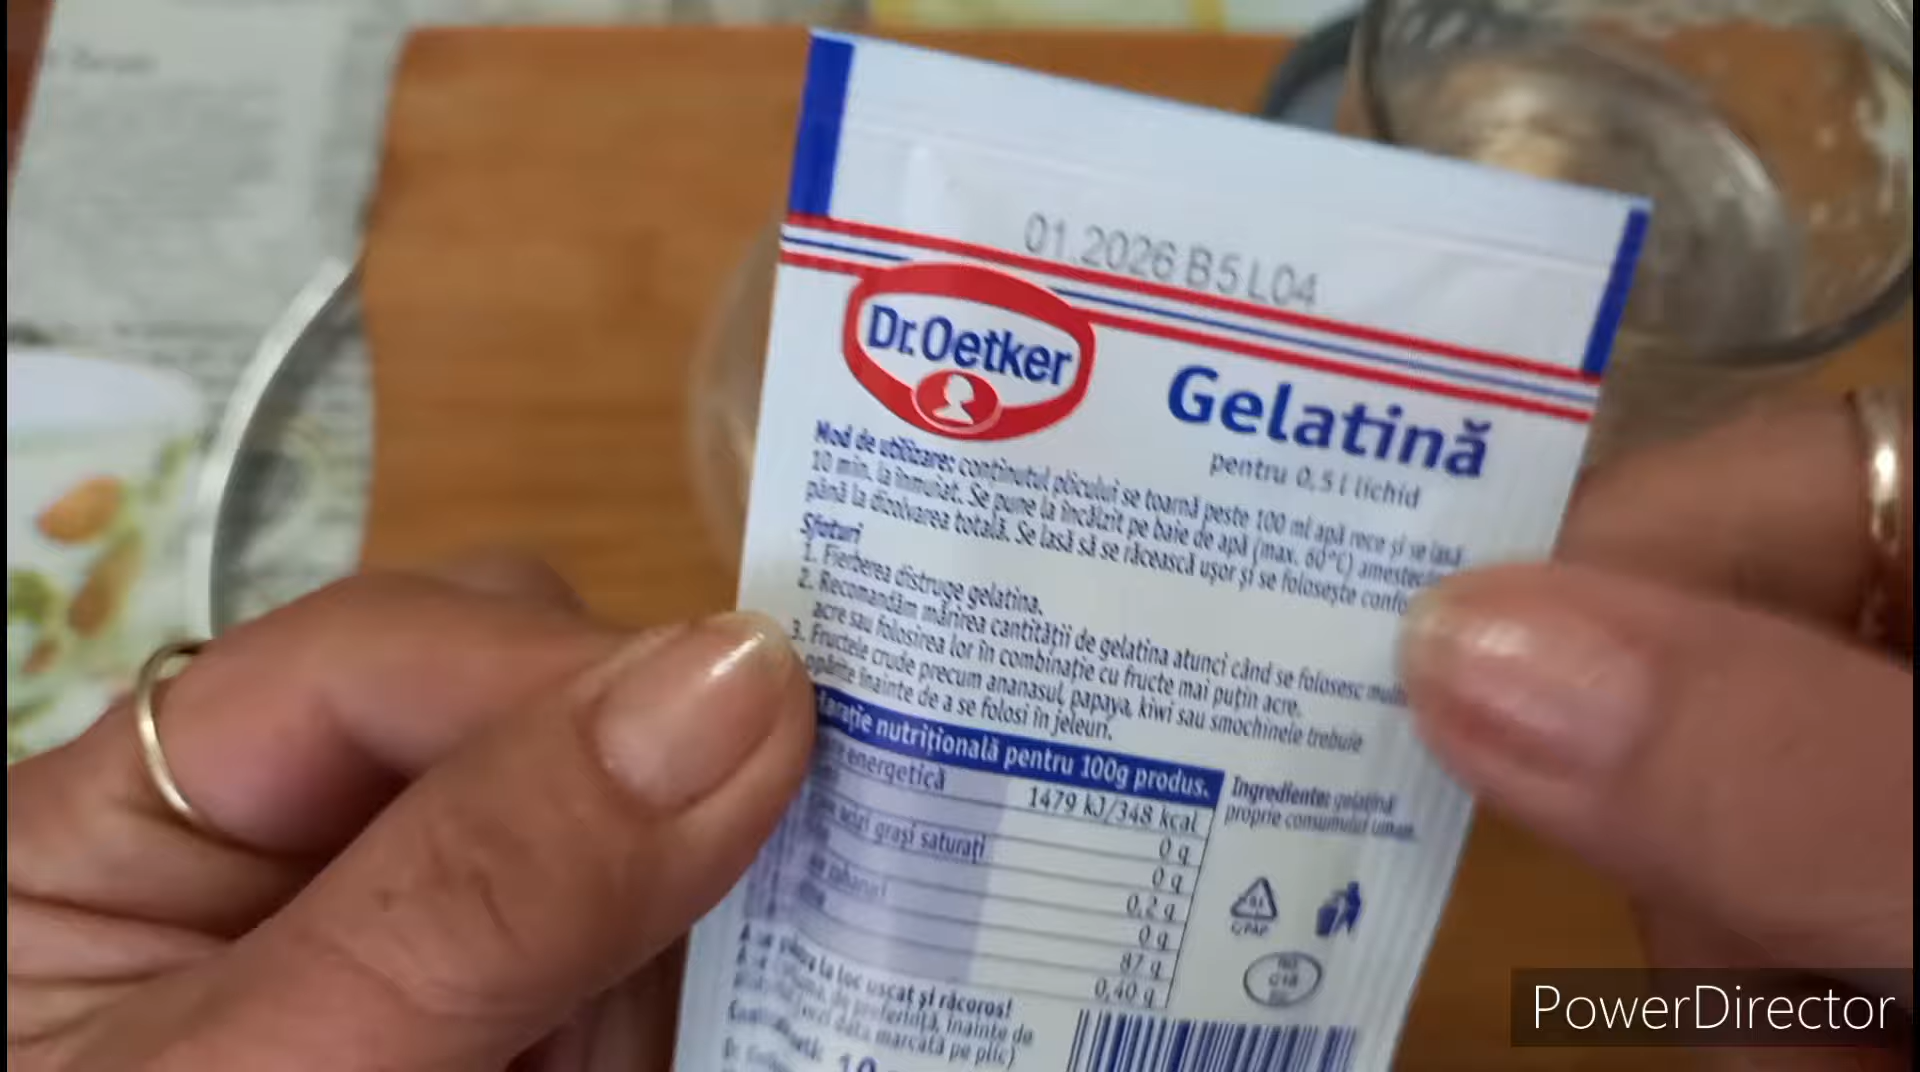 01.2026 B5L04
Dr.Oetker
Gelatină
pentru 0,5 l lichid
Mod de utilizare: conținutul plicului se toarnă peste 100 ml apă rece și se lasă
10 min. la înmuiat. Se pune la încălzit pe baie de apă (max. 60°C)
până la dizolvarea totală. Se lasă să se răcească ușor și se folosește
Sfaturi
1. Fierberea distruge gelatina.
2. Recomandăm mărirea cantității de gelatina atunci când se folosesc
acre sau folosirea lor în combinație cu fructe mai puțin acre.
3. Fructele crude precum ananasul, papaya, kiwi sau smochinele trebuie
opărite înainte de a se folosi în jeleuri.
nutrițională pentru 100g produs.
energetică
1479 kJ/348 kcal
0 g
acizi grași saturați
0 g
0,2 g
0 g
87 g
0,40 g
Ingrediente: gelatină
proprie consumului uman.
la loc uscat și răcoros!
de preferință, înainte de
data marcată pe plic)
10
PowerDirector